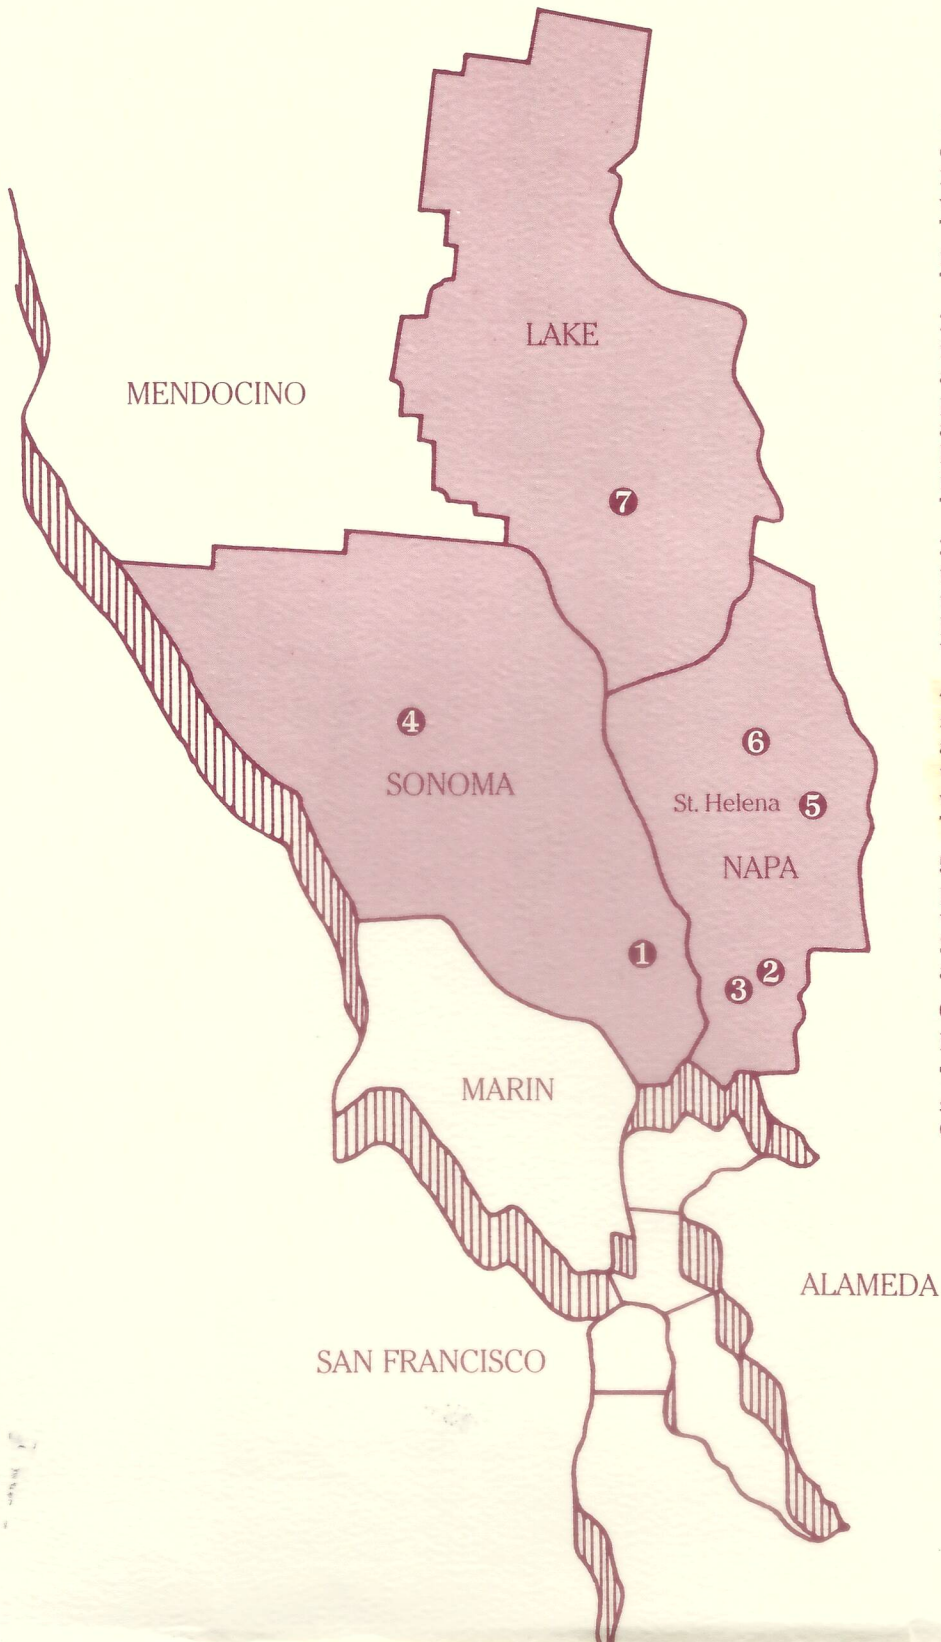 LAKE
MENDOCINO
7
4
SONOMA
6
St. Helena 5
NAPA
1
2
3
MARIN
ALAMEDA
SAN FRANCISCO